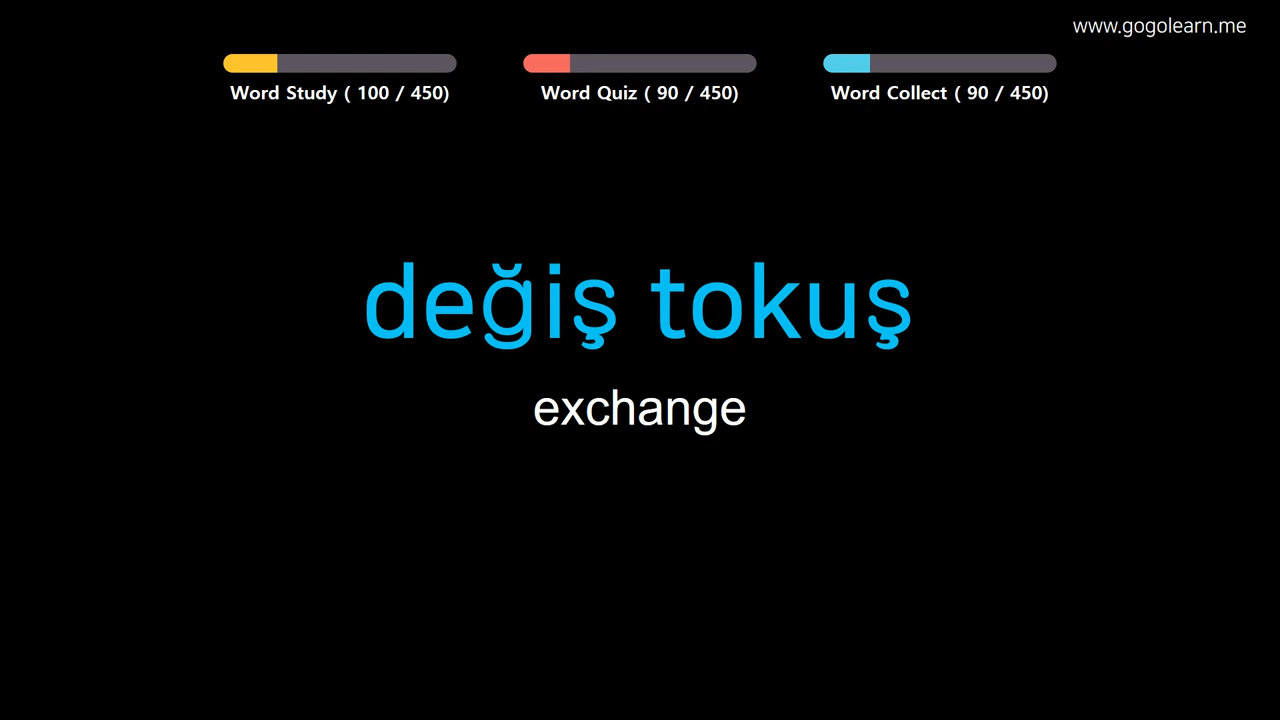 www.gogolearn.me
Word Study ( 100 / 450)
Word Quiz ( 90 / 450)
Word Collect ( 90 / 450)
değiş tokuş
exchange